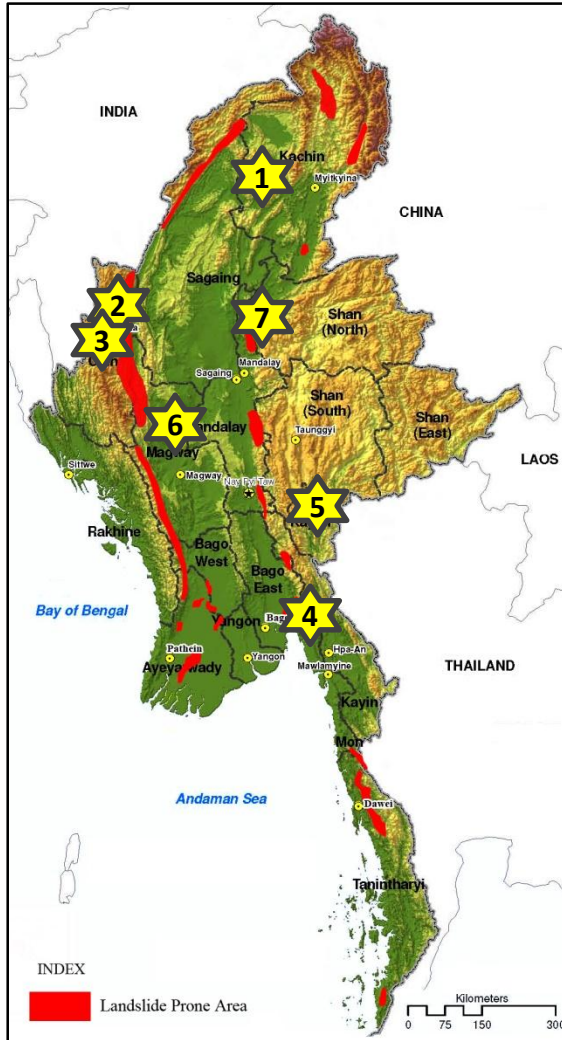 INDIA
Kachin
1
Myitkyina
CHINA
Sagaing
2
3
7
Shan
(North)
Mandalay
Sagaing
6
Shan
(South)
Taunggyi
Shan
(East)
Magway
Sittwe
Magway
Nay Pyi Taw
LAOS
5
Rakhine
Bago
West
Bago
East
4
Bay of Bengal
Yangon
Pathein
Ayeyawady
Yangon
Hpa-An
Mawlamyine
THAILAND
Kayin
Mon
Andaman Sea
Dawei
Tanintharyi
INDEX
Landslide Prone Area
Kilometers
0 75 150 300